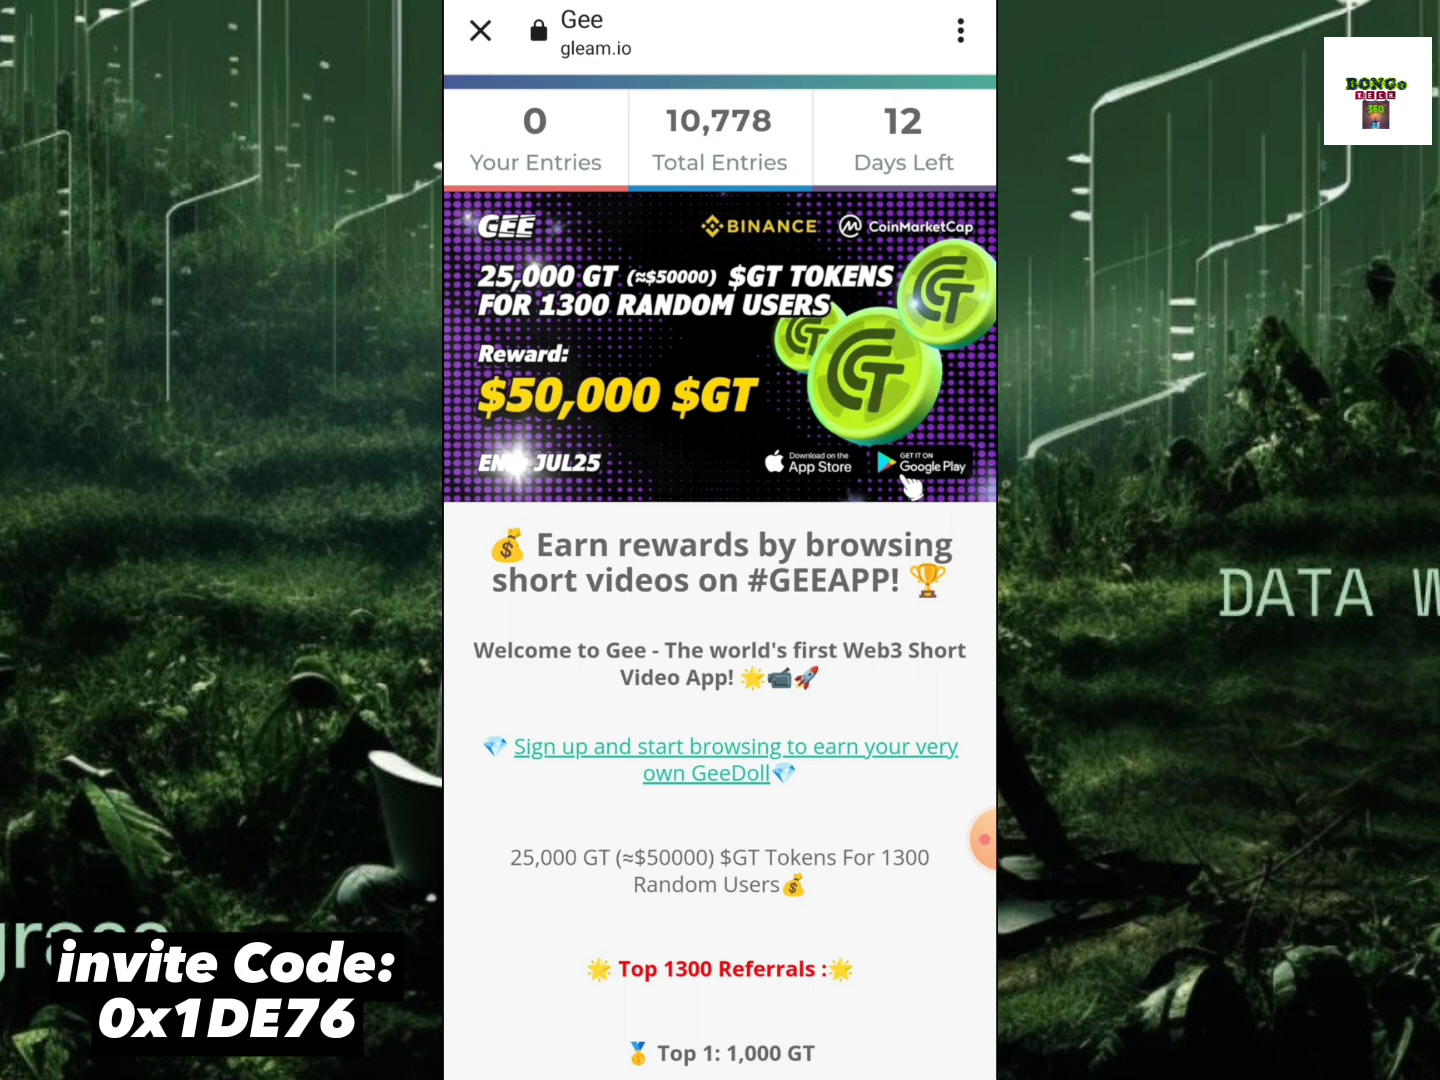 Gee
gleam.io
0
Your Entries
10,778
Total Entries
12
Days Left
GEE
BINANCE
CoinMarketCap
25,000 GT (≈$50000) $GT TOKENS
FOR 1300 RANDOM USERS
Reward:
$50,000 $GT
JUL25
Download on the
App Store
GET IT ON
Google Play
💰 Earn rewards by browsing
short videos on #GEEAPP! 🏆
Welcome to Gee - The world's first Web3 Short
Video App! 🌟📹🚀
💎 Sign up and start browsing to earn your very
own GeeDoll💎
25,000 GT (≈$50000) $GT Tokens For 1300
Random Users💰
🌟 Top 1300 Referrals :🌟
🥇 Top 1: 1,000 GT
BONGo
TECH
360
DATA
invite Code:
0x1DE76